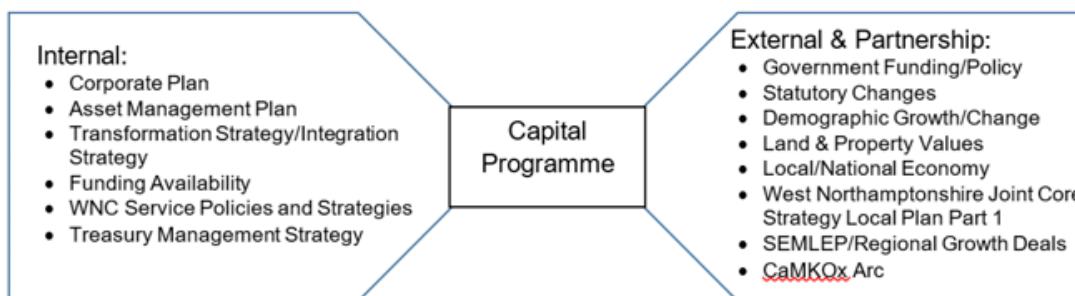 Internal:
• Corporate Plan
• Asset Management Plan
• Transformation Strategy/Integration
Strategy
• Funding Availability
• WNC Service Policies and Strategies
• Treasury Management Strategy
Capital
Programme
External & Partnership:
• Government Funding/Policy
• Statutory Changes
• Demographic Growth/Change
• Land & Property Values
• Local/National Economy
• West Northamptonshire Joint Core
Strategy Local Plan Part 1
• SEMLEP/Regional Growth Deals
• CaMKOx Arc